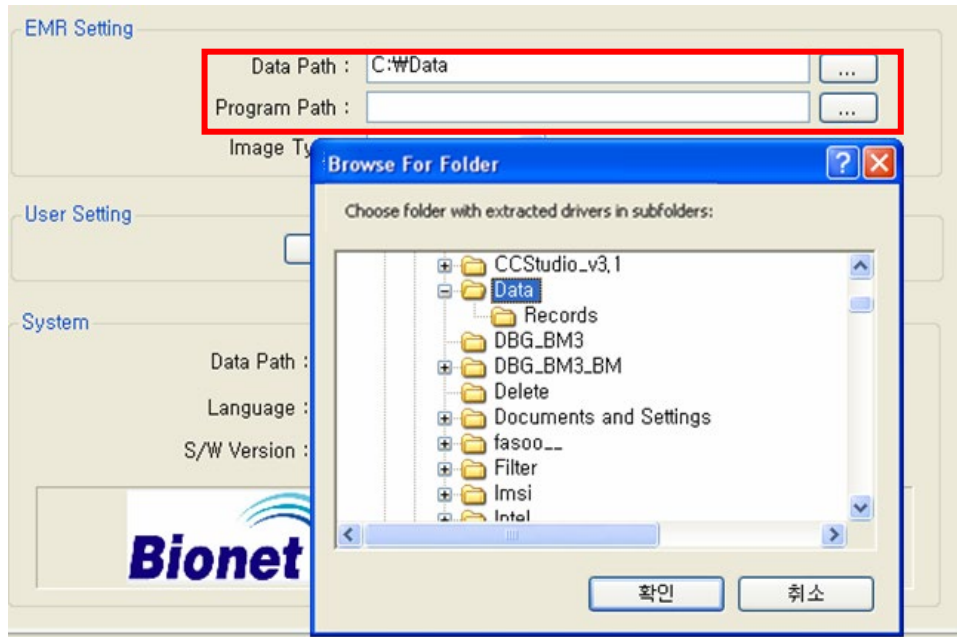 EMR Setting
Data Path : C:₩Data ...
Program Path : ...
Image Ty
Browse For Folder
Choose folder with extracted drivers in subfolders:
User Setting
CCStudio_v3.1
Data
Records
DBG_BM3
DBG_BM3_BM
Delete
Documents and Settings
fasoo__
Filter
Imsi
Intel
System
Data Path :
Language :
S/W Version :
Bionet
확인 취소